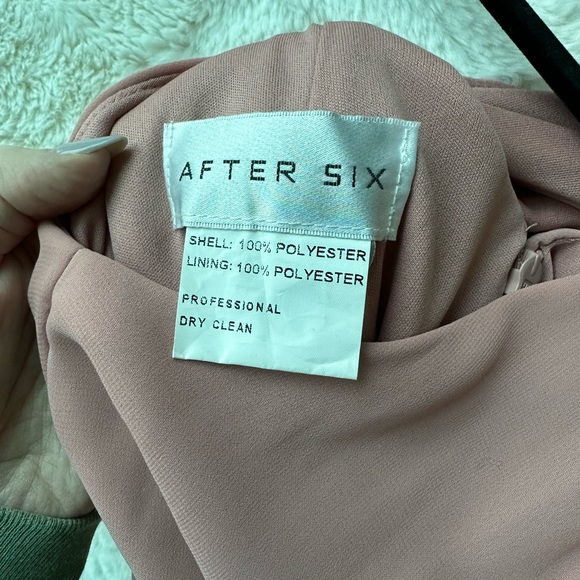 AFTER SIX
SHELL: 100% POLYESTER
LINING: 100% POLYESTER
PROFESSIONAL
DRY CLEAN